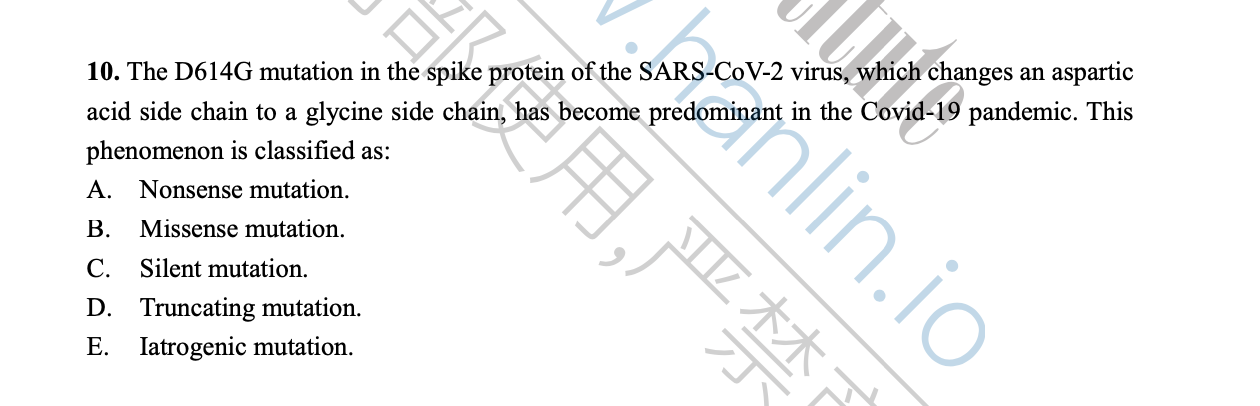 10. The D614G mutation in the spike protein of the SARS-CoV-2 virus, which changes an aspartic
acid side chain to a glycine side chain, has become predominant in the Covid-19 pandemic. This
phenomenon is classified as:
A. Nonsense mutation.
B. Missense mutation.
C. Silent mutation.
D. Truncating mutation.
E. Iatrogenic mutation.
部使用,严禁
.hanlin.io